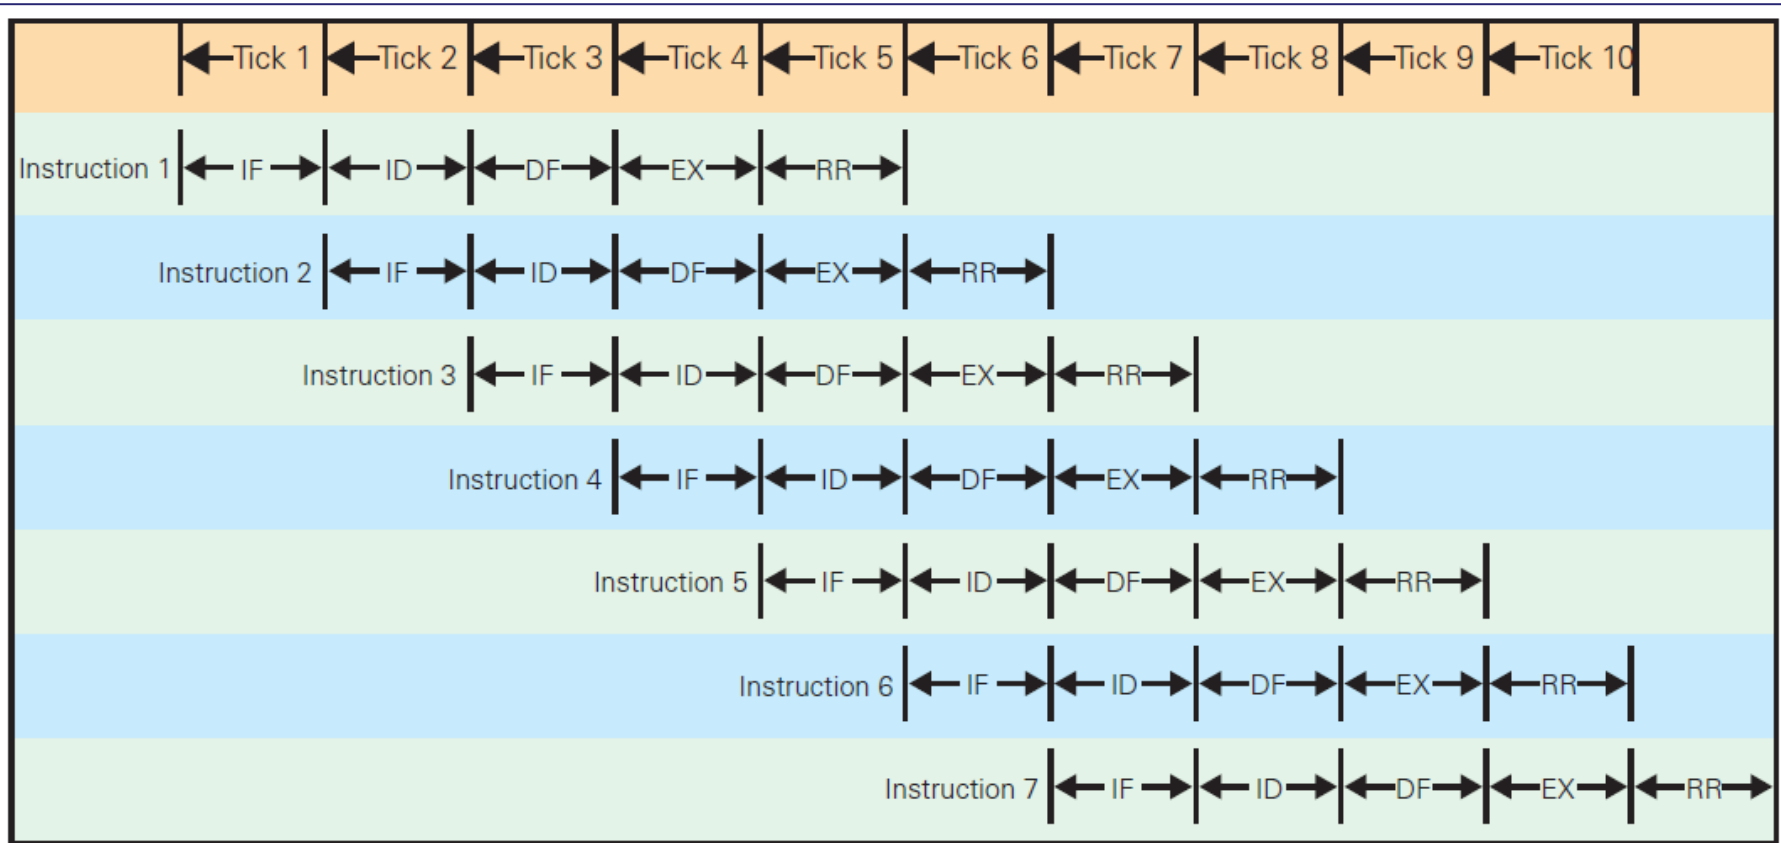 Tick 1 Tick 2 Tick 3 Tick 4 Tick 5 Tick 6 Tick 7 Tick 8 Tick 9 Tick 10
Instruction 1 IF ID DF EX RR
Instruction 2 IF ID DF EX RR
Instruction 3 IF ID DF EX RR
Instruction 4 IF ID DF EX RR
Instruction 5 IF ID DF EX RR
Instruction 6 IF ID DF EX RR
Instruction 7 IF ID DF EX RR